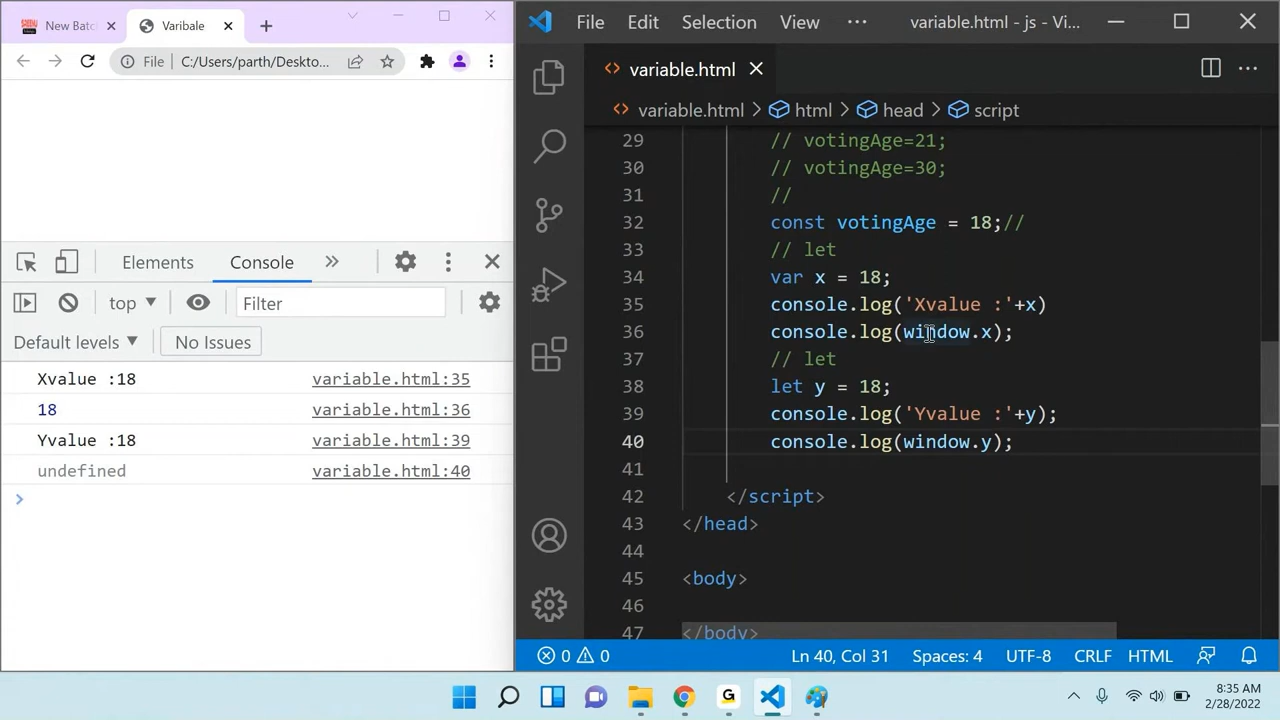 New Batc
Varibale
File
C:/Users/parth/Deskto...
Elements
Console
top
Filter
Default levels
No Issues
Xvalue :18 variable.html:35
18 variable.html:36
Yvalue :18 variable.html:39
undefined variable.html:40
File Edit Selection View ··· variable.html - js - Vi...
variable.html
variable.html > html > head > script
29 // votingAge=21;
30 // votingAge=30;
31 //
32 const votingAge = 18;//
33 // let
34 var x = 18;
35 console.log('Xvalue :'+x)
36 console.log(window.x);
37 // let
38 let y = 18;
39 console.log('Yvalue :'+y);
40 console.log(window.y);
41
42 </script>
43 </head>
44
45 <body>
46
47 </body>
0 0 Ln 40, Col 31 Spaces: 4 UTF-8 CRLF HTML
8:35 AM
2/28/2022